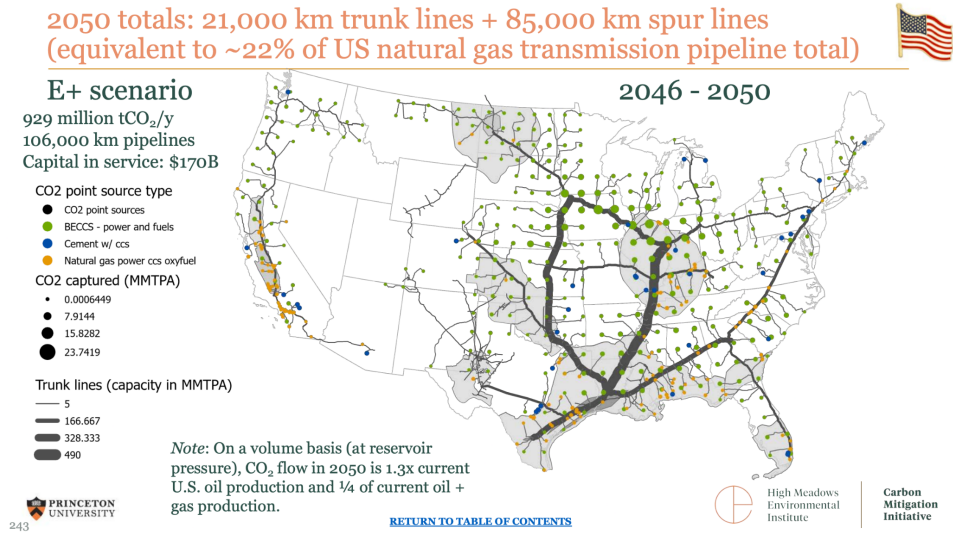 2050 totals: 21,000 km trunk lines + 85,000 km spur lines
(equivalent to ~22% of US natural gas transmission pipeline total)
E+ scenario
2046 - 2050
929 million tCO₂/y
106,000 km pipelines
Capital in service: $170B
CO2 point source type
CO2 point sources
BECCS - power and fuels
Cement w/ ccs
Natural gas power ccs oxyfuel
CO2 captured (MMTPA)
0.0006449
7.9144
15.8282
23.7419
Trunk lines (capacity in MMTPA)
5
166.667
328.333
490
Note: On a volume basis (at reservoir
pressure), CO₂ flow in 2050 is 1.3x current
U.S. oil production and ¼ of current oil +
gas production.
PRINCETON
UNIVERSITY
243
RETURN TO TABLE OF CONTENTS
High Meadows
Environmental
Institute
Carbon
Mitigation
Initiative